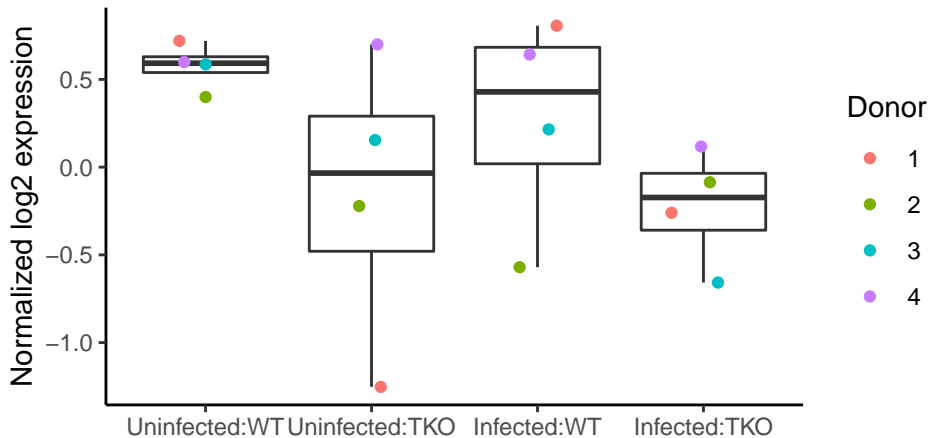 Normalized log2 expression
0.5
0.0
−0.5
−1.0
Uninfected:WT Uninfected:TKO Infected:WT Infected:TKO
Donor
1
2
3
4